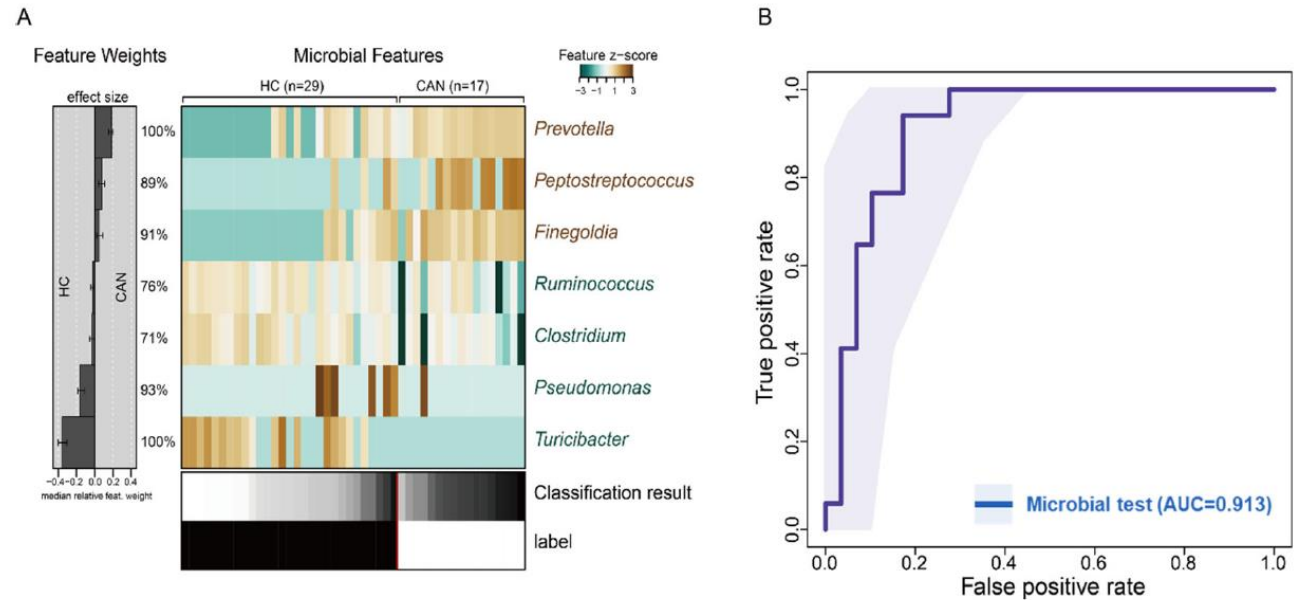 A
Feature Weights
Microbial Features
Feature z-score
-3 -1 1 3
HC (n=29)
CAN (n=17)
effect size
HC
CAN
100%
89%
91%
76%
71%
93%
100%
Prevotella
Peptostreptococcus
Finegoldia
Ruminococcus
Clostridium
Pseudomonas
Turicibacter
-0.4 -0.2 0.0 0.2 0.4
median relative feat. weight
Classification result
label
B
True positive rate
1.0
0.8
0.6
0.4
0.2
0.0
Microbial test (AUC=0.913)
0.0 0.2 0.4 0.6 0.8 1.0
False positive rate